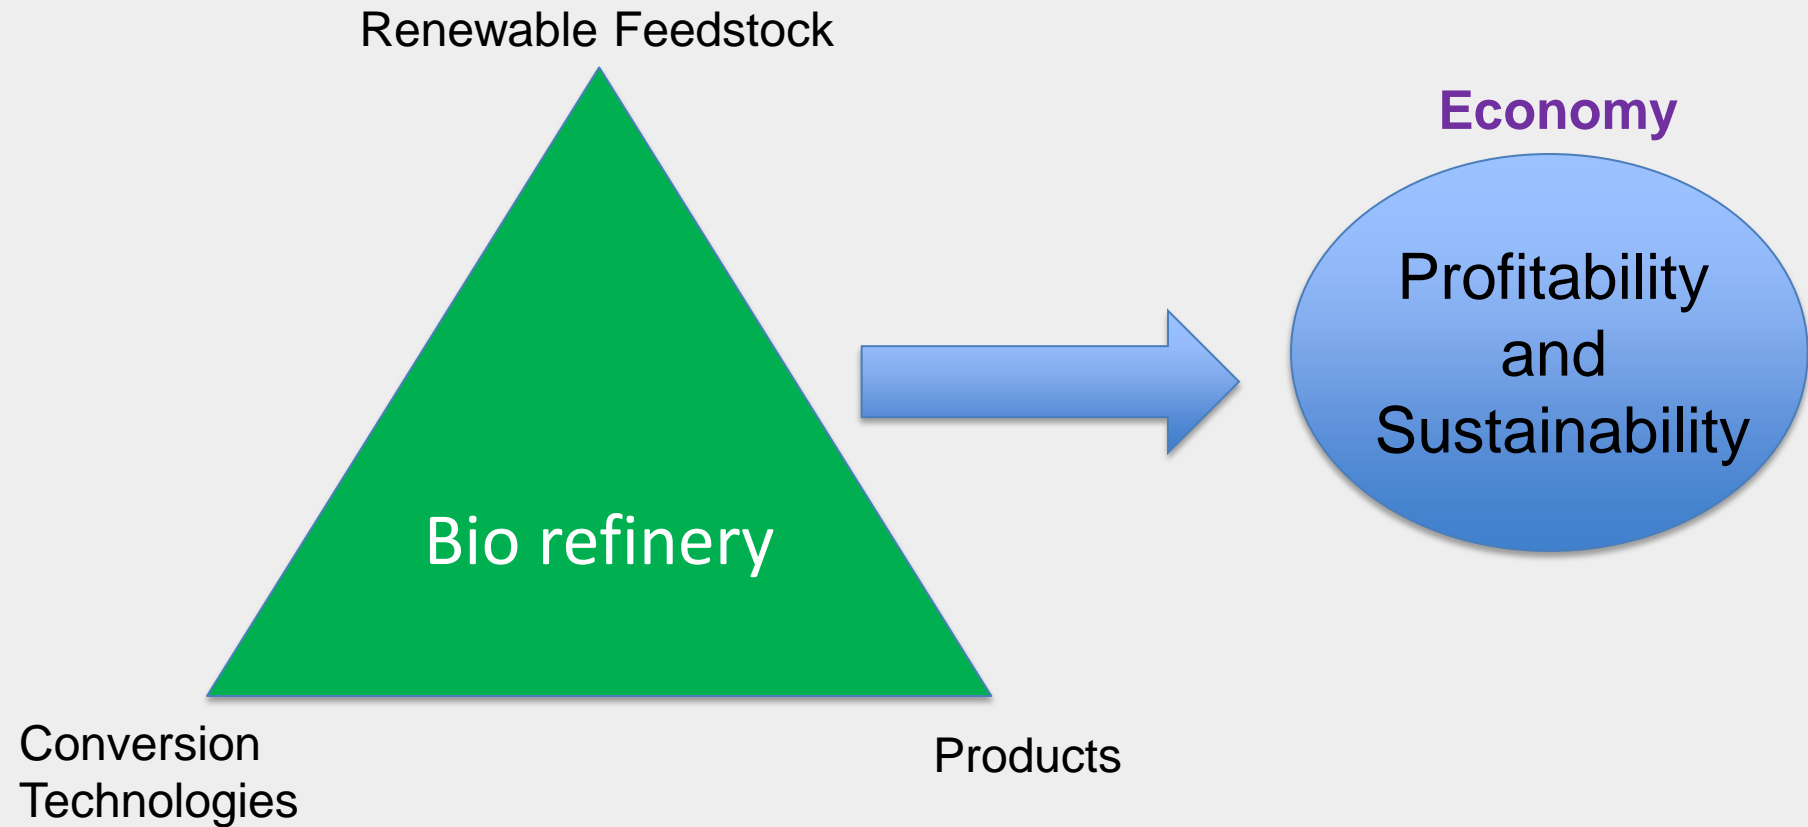 Renewable Feedstock
Economy
Profitability
and
Sustainability
Bio refinery
Conversion
Technologies
Products